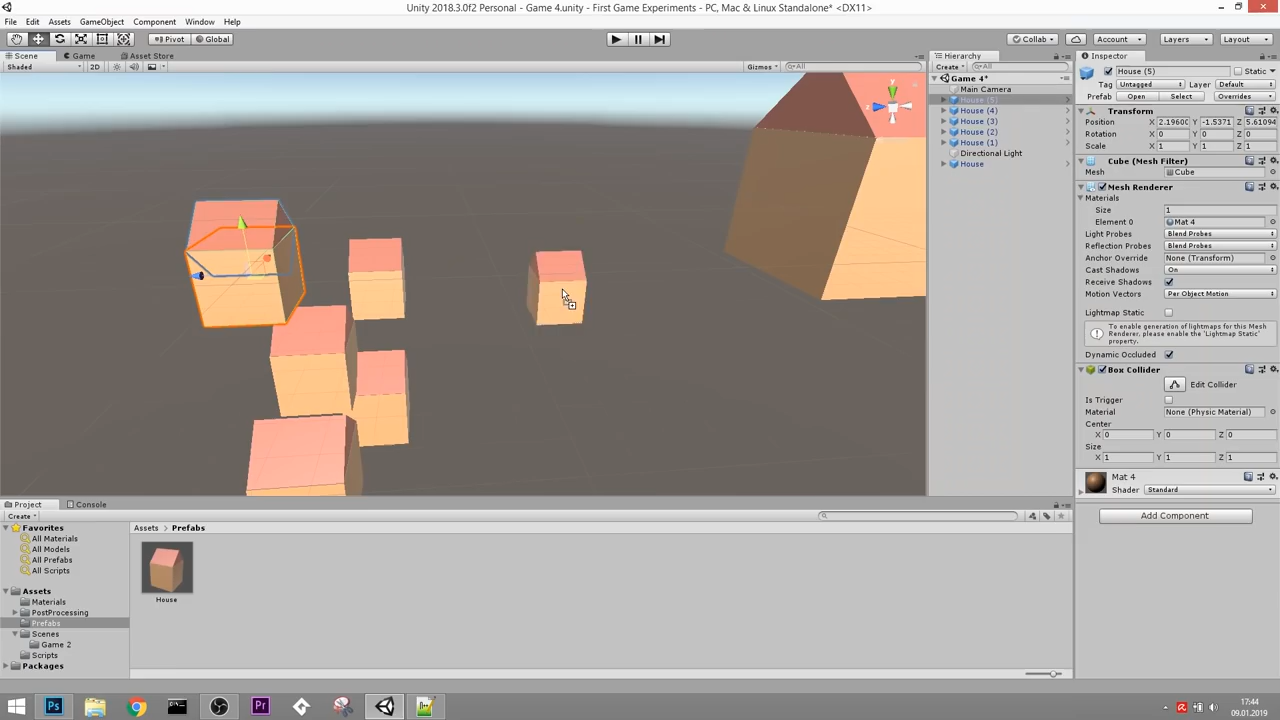 Unity 2018.3.0f2 Personal - Game 4.unity - First Game Experiments - PC, Mac & Linux Standalone* <DX11>
File Edit Assets GameObject Component Window Help
Pivot Global Collab Account Layers Layout
Scene Game Asset Store
Shaded 2D Gizmos All
y
x
z
Hierarchy
Create All
Game 4*
Main Camera
House (5)
House (4)
House (3)
House (2)
House (1)
Directional Light
House
Inspector
House (5) Static
Tag Untagged Layer Default
Prefab Open Select Overrides
Transform
Position X 2.19600 Y -1.5371 Z 5.61094
Rotation X 0 Y 0 Z 0
Scale X 1 Y 1 Z 1
Cube (Mesh Filter)
Mesh Cube
Mesh Renderer
Materials
Size 1
Element 0 Mat 4
Light Probes Blend Probes
Reflection Probes Blend Probes
Anchor Override None (Transform)
Cast Shadows On
Receive Shadows
Motion Vectors Per Object Motion
Lightmap Static
To enable generation of lightmaps for this Mesh
Renderer, please enable the 'Lightmap Static'
property.
Dynamic Occluded
Box Collider
Edit Collider
Is Trigger
Material None (Physic Material)
Center
X 0 Y 0 Z 0
Size
X 1 Y 1 Z 1
Mat 4
Shader Standard
Add Component
Project Console
Create
Favorites
All Materials
All Models
All Prefabs
All Scripts
Assets
Materials
PostProcessing
Prefabs
Scenes
Game 2
Scripts
Packages
Assets Prefabs
House
Ps
Pr
17:44
09.01.2019